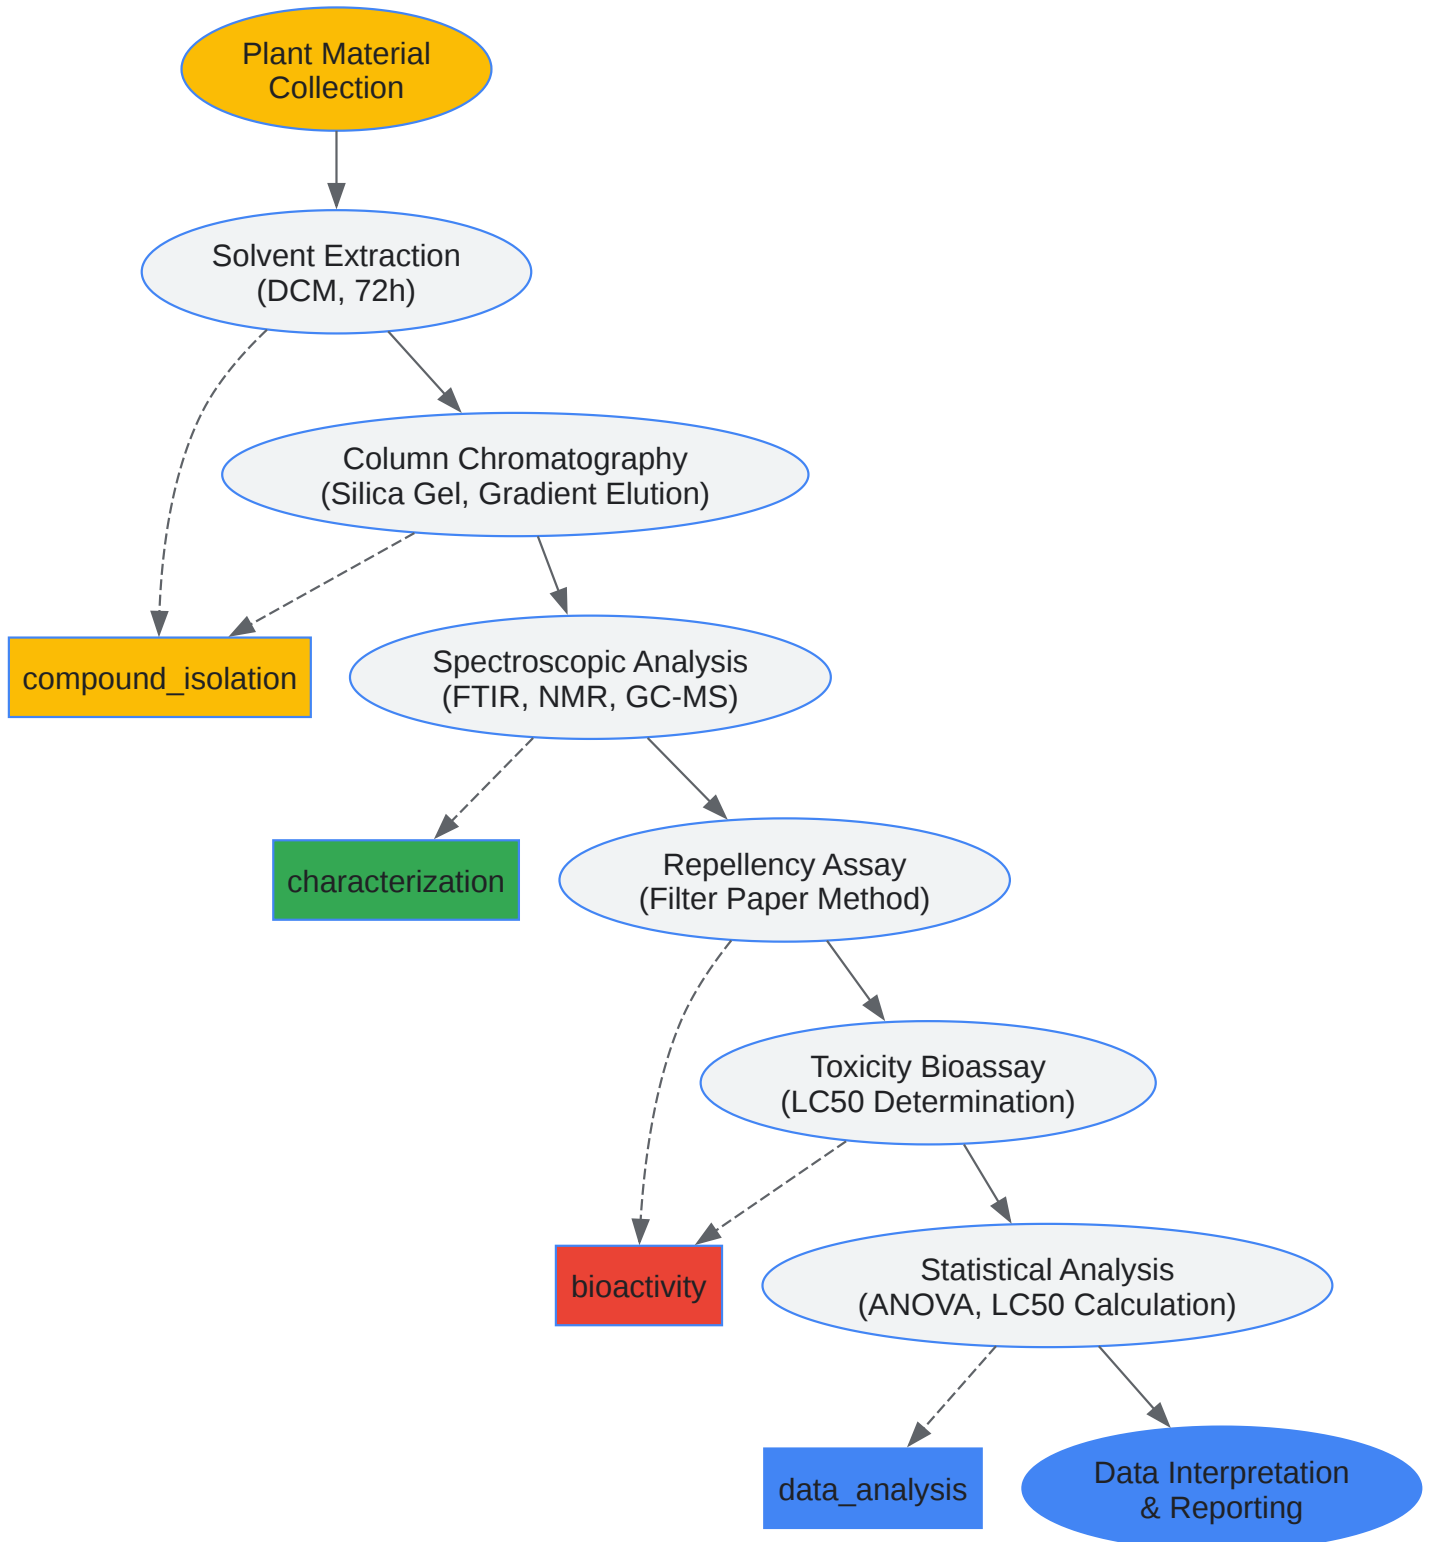 Plant Material
Collection
Solvent Extraction
(DCM, 72h)
Column Chromatography
(Silica Gel, Gradient Elution)
compound_isolation
Spectroscopic Analysis
(FTIR, NMR, GC-MS)
characterization
Repellency Assay
(Filter Paper Method)
Toxicity Bioassay
(LC50 Determination)
bioactivity
Statistical Analysis
(ANOVA, LC50 Calculation)
data_analysis
Data Interpretation
& Reporting